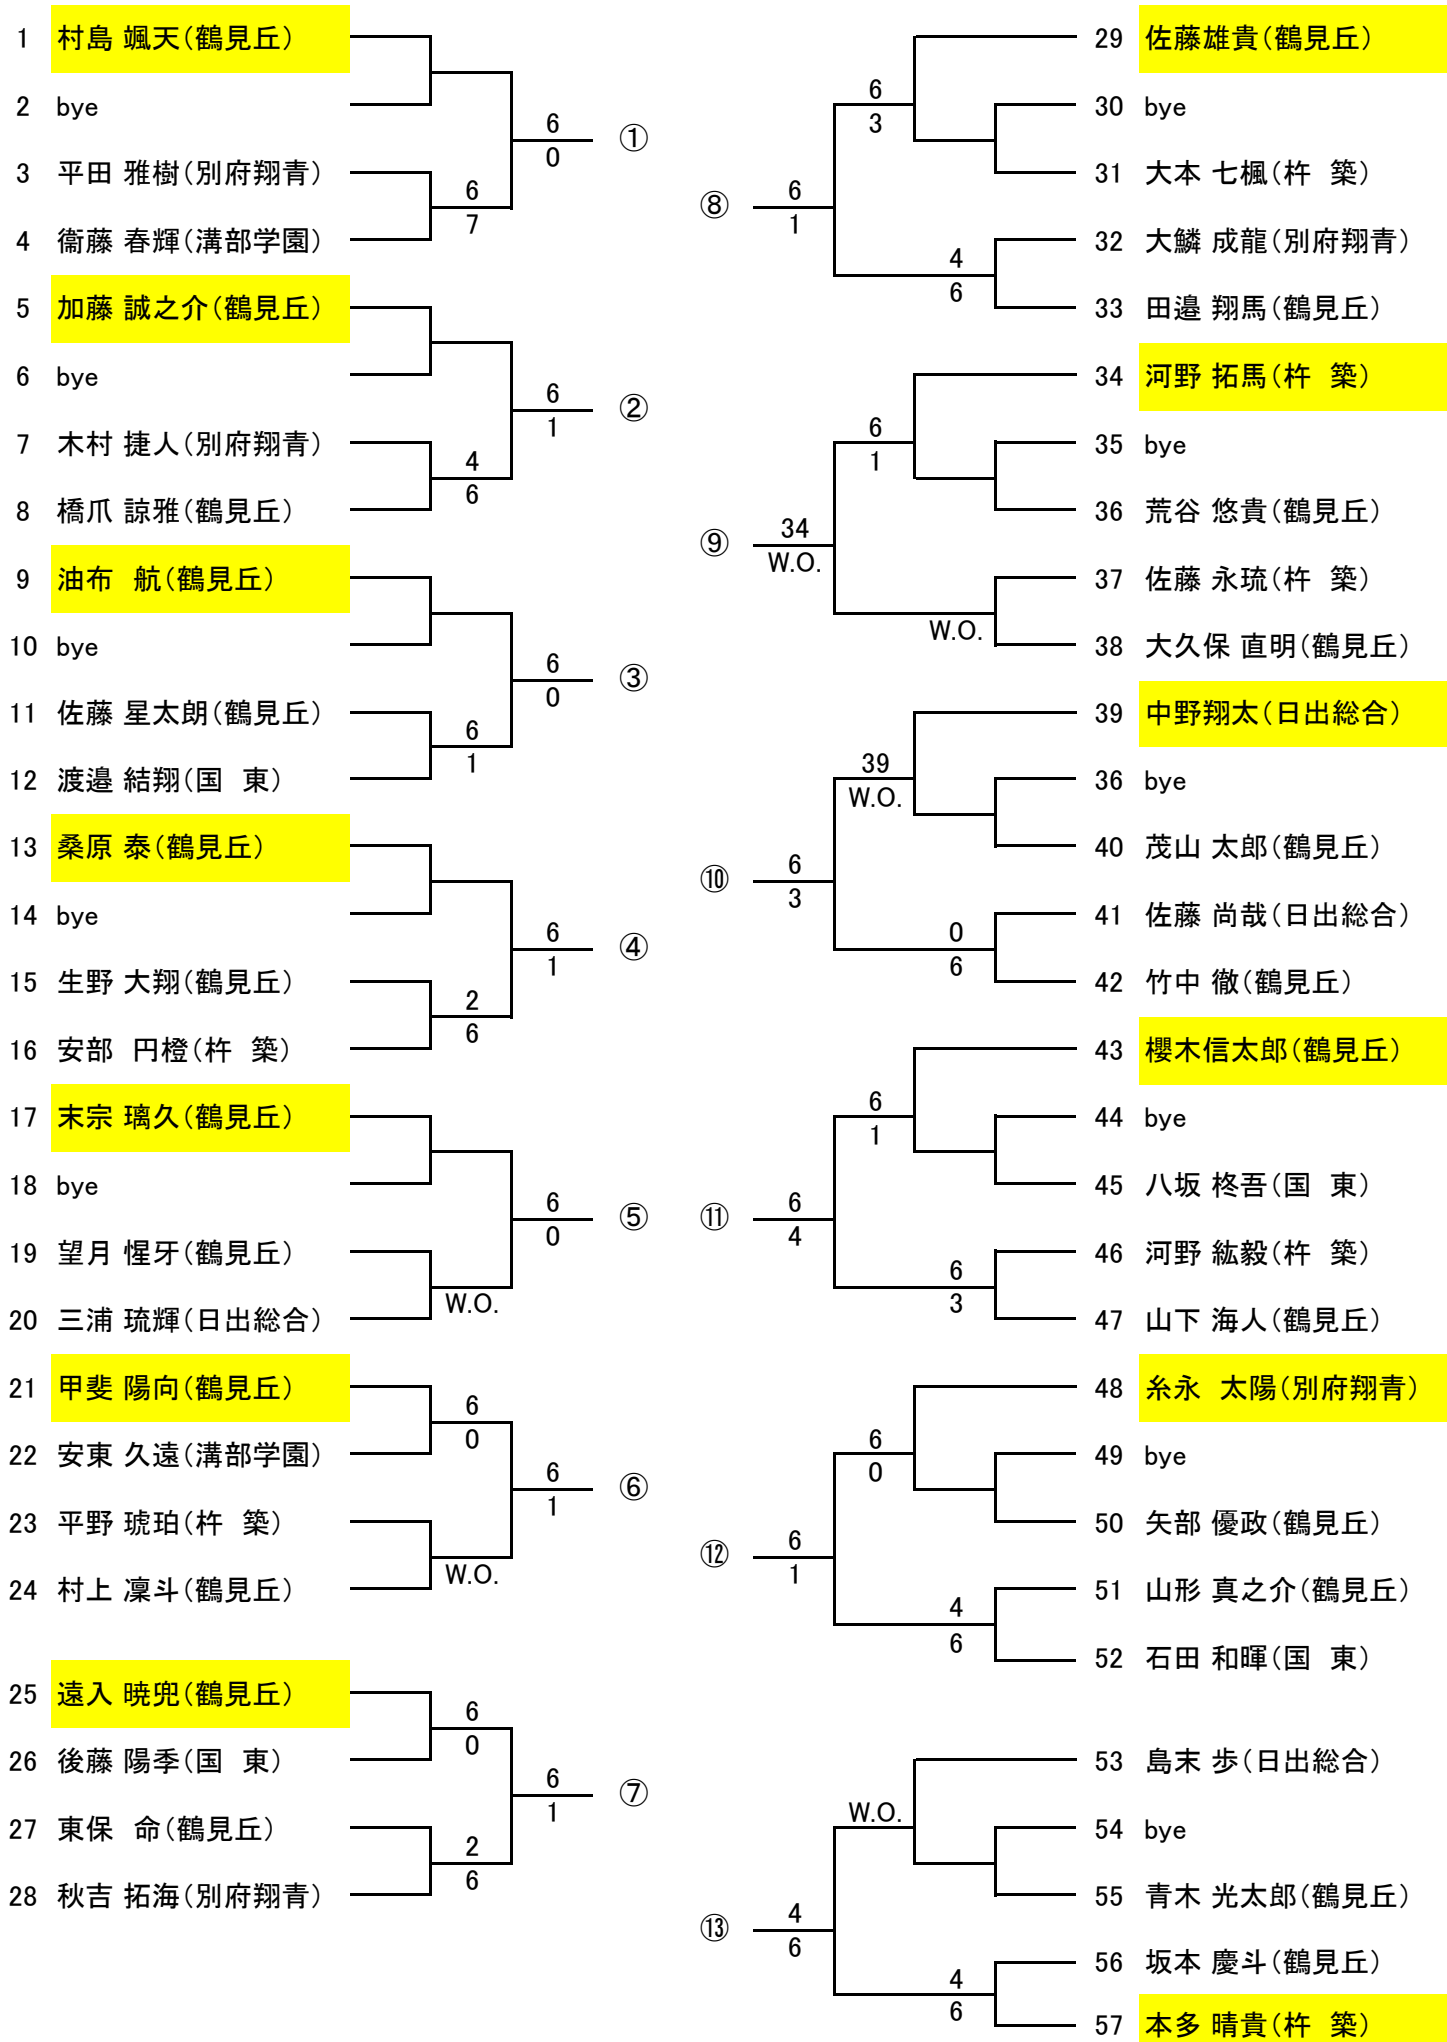 1 村島 颯天(鶴見丘)
2 bye
6
0
①
3 平田 雅樹(別府翔青)
6
7
4 衞藤 春輝(溝部学園)
5 加藤 誠之介(鶴見丘)
6 bye
6
1
②
7 木村 捷人(別府翔青)
4
6
8 橋爪 諒雅(鶴見丘)
9 油布 航(鶴見丘)
10 bye
6
0
③
11 佐藤 星太朗(鶴見丘)
6
1
12 渡邉 結翔(国 東)
13 桑原 泰(鶴見丘)
14 bye
6
1
④
15 生野 大翔(鶴見丘)
2
6
16 安部 円橙(杵 築)
17 末宗 璃久(鶴見丘)
18 bye
6
0
⑤
19 望月 惺牙(鶴見丘)
W.O.
20 三浦 琉輝(日出総合)
21 甲斐 陽向(鶴見丘)
6
0
22 安東 久遠(溝部学園)
6
1
⑥
23 平野 琥珀(杵 築)
W.O.
24 村上 凜斗(鶴見丘)
25 遠入 暁兜(鶴見丘)
6
0
26 後藤 陽季(国 東)
6
1
⑦
27 東保 命(鶴見丘)
2
6
28 秋吉 拓海(別府翔青)
29 佐藤雄貴(鶴見丘)
6
3
30 bye
31 大本 七楓(杵 築)
⑧
6
1
32 大鱗 成龍(別府翔青)
4
6
33 田邉 翔馬(鶴見丘)
34 河野 拓馬(杵 築)
6
1
35 bye
36 荒谷 悠貴(鶴見丘)
⑨
34
W.O.
37 佐藤 永琉(杵 築)
W.O.
38 大久保 直明(鶴見丘)
39 中野翔太(日出総合)
39
W.O.
36 bye
40 茂山 太郎(鶴見丘)
⑩
6
3
41 佐藤 尚哉(日出総合)
0
6
42 竹中 徹(鶴見丘)
43 櫻木信太郎(鶴見丘)
6
1
44 bye
45 八坂 柊吾(国 東)
⑪
6
4
46 河野 紘毅(杵 築)
6
3
47 山下 海人(鶴見丘)
48 糸永 太陽(別府翔青)
6
0
49 bye
50 矢部 優政(鶴見丘)
⑫
6
1
51 山形 真之介(鶴見丘)
4
6
52 石田 和暉(国 東)
53 島末 歩(日出総合)
W.O.
54 bye
55 青木 光太郎(鶴見丘)
⑬
4
6
56 坂本 慶斗(鶴見丘)
4
6
57 本多 晴貴(杵 築)